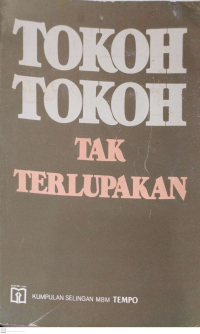 TOKOH
TOKOH
TAK
TERLUPAKAN
KUMPULAN SELINGAN MBM TEMPO